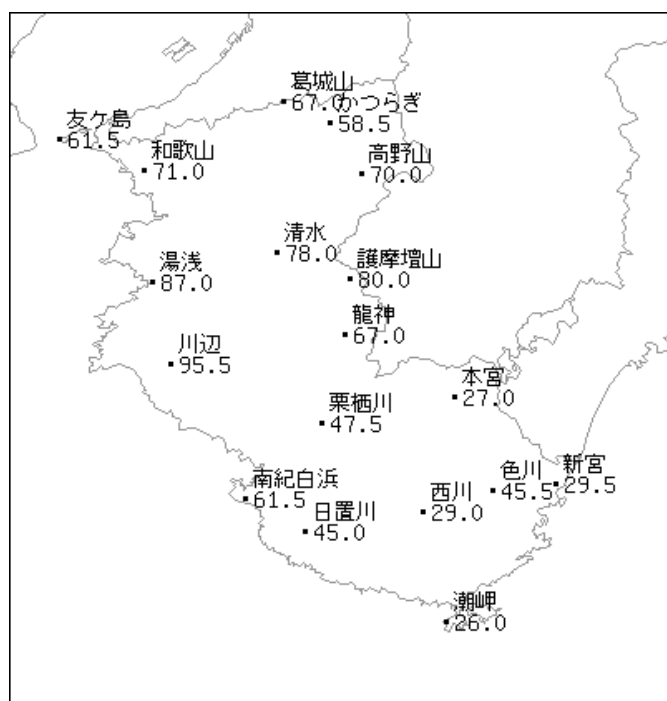 葛城山
67.0
かつらぎ
58.5
友ケ島
61.5
和歌山
71.0
高野山
70.0
清水
78.0
護摩壇山
80.0
湯浅
87.0
龍神
67.0
川辺
95.5
本宮
27.0
栗栖川
47.5
新宮
29.5
色川
45.5
南紀白浜
61.5
西川
29.0
日置川
45.0
潮岬
26.0